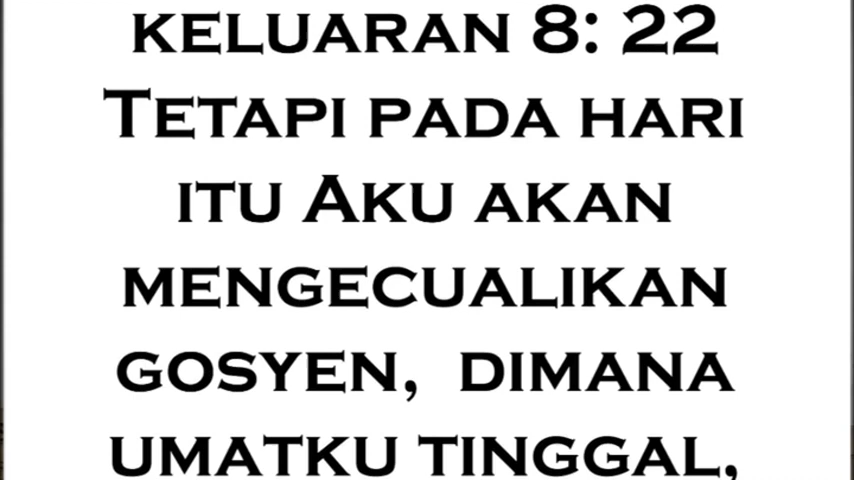 KELUARAN 8: 22
TETAPI PADA HARI
ITU AKU AKAN
MENGECUALIKAN
GOSYEN, DIMANA
UMATKU TINGGAL,